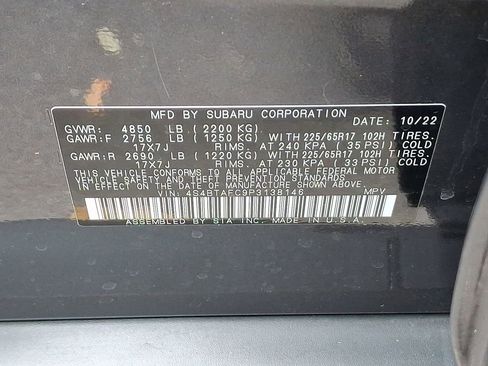 MFD BY SUBARU CORPORATION DATE: 10/22
GVWR: 4850 LB (2200 KG)
GAWR:F 2756 LB (1250 KG) WITH 225/65R17 102H TIRES.
17X7J RIMS. AT 240 KPA (35 PSI) COLD
GAWR:R 2690 LB (1220 KG) WITH 225/65R17 102H TIRES.
17X7J RIMS. AT 230 KPA (33 PSI) COLD
THIS VEHICLE CONFORMS TO ALL APPLICABLE FEDERAL MOTOR
VEHICLE SAFETY AND THEFT PREVENTION STANDARDS IN
EFFECT ON THE DATE OF MANUFACTURE SHOWN ABOVE.
VIN: 4S4BTAFC9P3138146 MPV
ASSEMBLED BY SIA INC. MADE IN U.S.A.